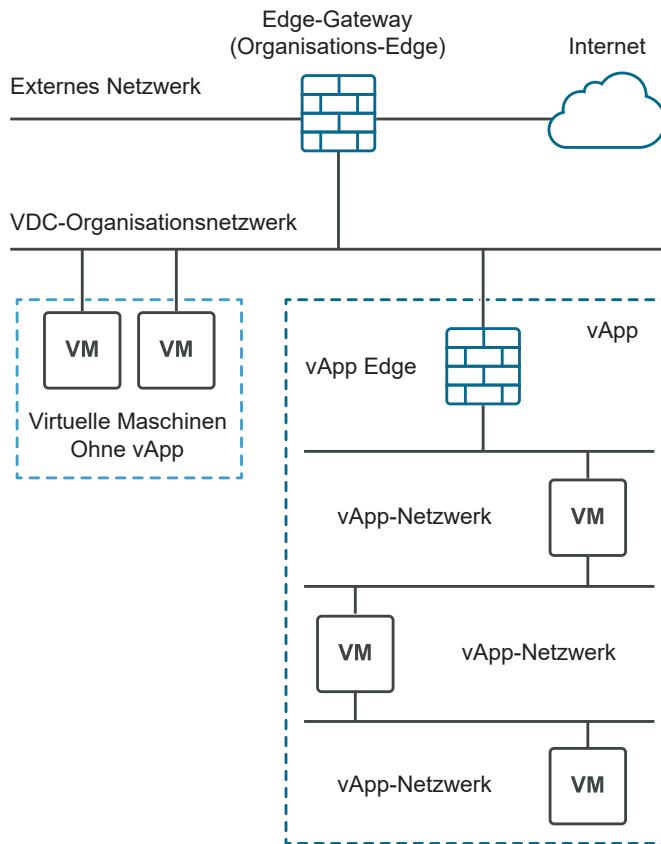 Edge-Gateway
(Organisations-Edge)
Internet
Externes Netzwerk
VDC-Organisationsnetzwerk
VM
VM
Virtuelle Maschinen
Ohne vApp
vApp
vApp Edge
vApp-Netzwerk
VM
VM
vApp-Netzwerk
vApp-Netzwerk
VM